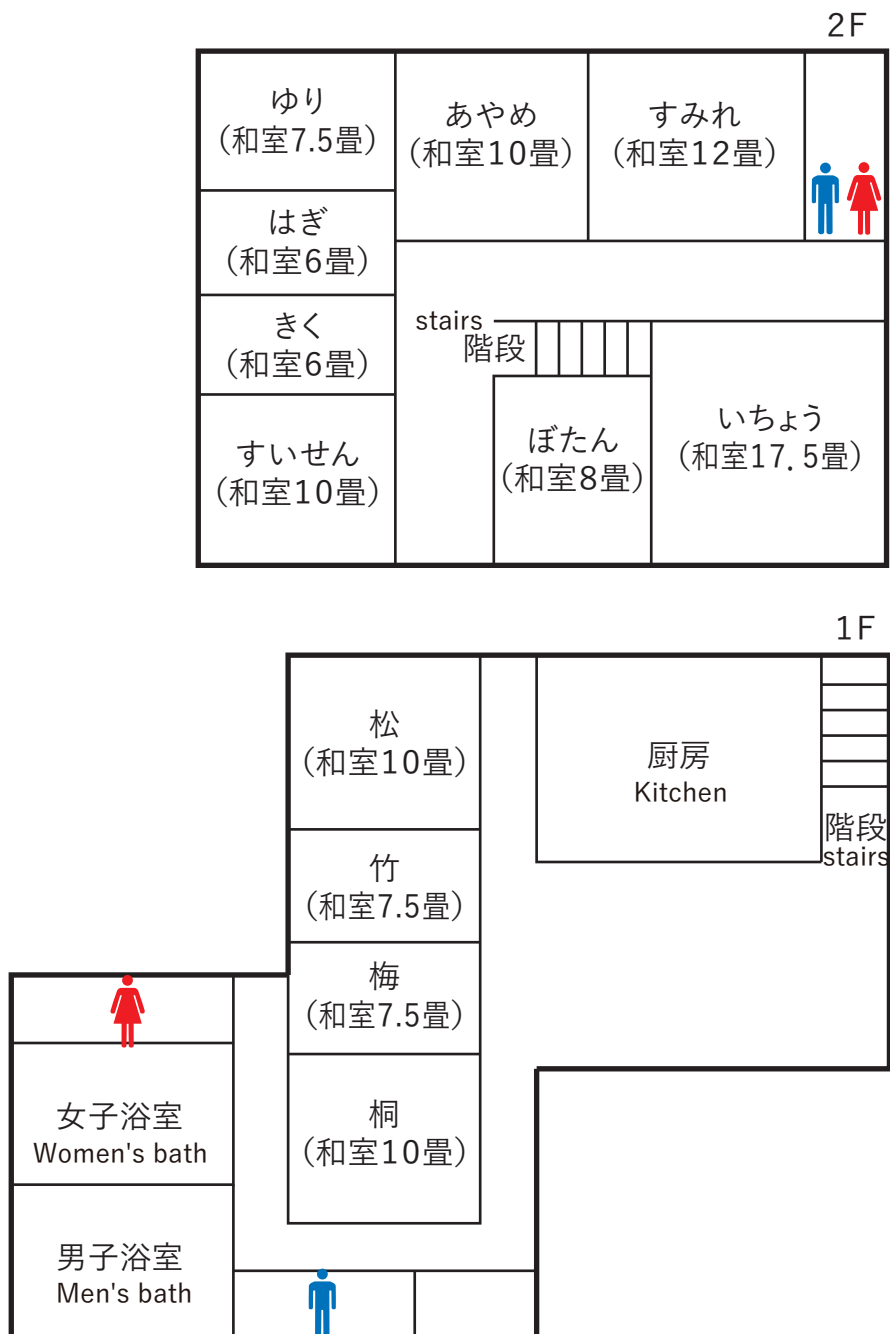 2F
ゆり
(和室7.5畳)
あやめ
(和室10畳)
すみれ
(和室12畳)
はぎ
(和室6畳)
きく
(和室6畳)
stairs
階段
すいせん
(和室10畳)
ぼたん
(和室8畳)
いちょう
(和室17．5畳)
1F
松
(和室10畳)
厨房
Kitchen
階段
stairs
竹
(和室7.5畳)
梅
(和室7.5畳)
女子浴室
Women's bath
桐
(和室10畳)
男子浴室
Men's bath